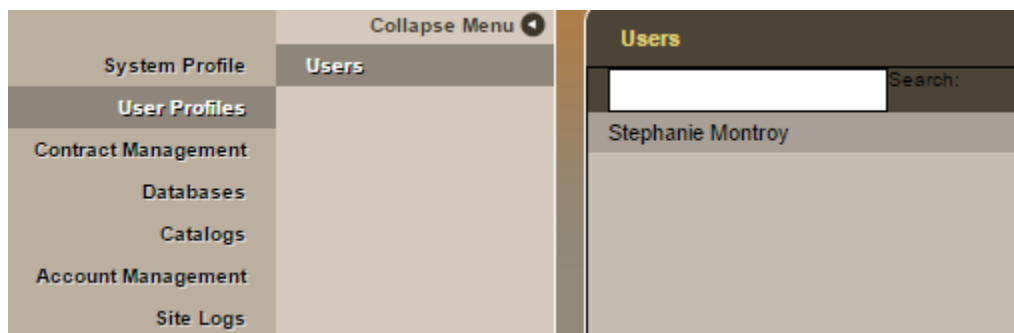 Collapse Menu
System Profile
User Profiles
Contract Management
Databases
Catalogs
Account Management
Site Logs
Users
Users
Search:
Stephanie Montroy